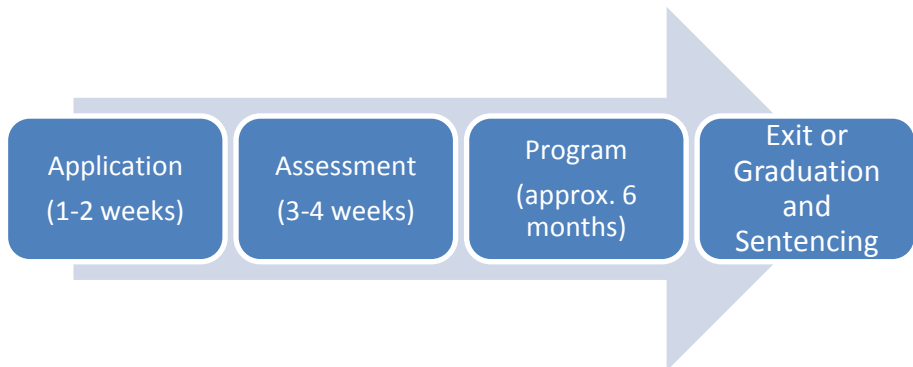 Application
(1-2 weeks)
Assessment
(3-4 weeks)
Program
(approx. 6
months)
Exit or
Graduation
and
Sentencing